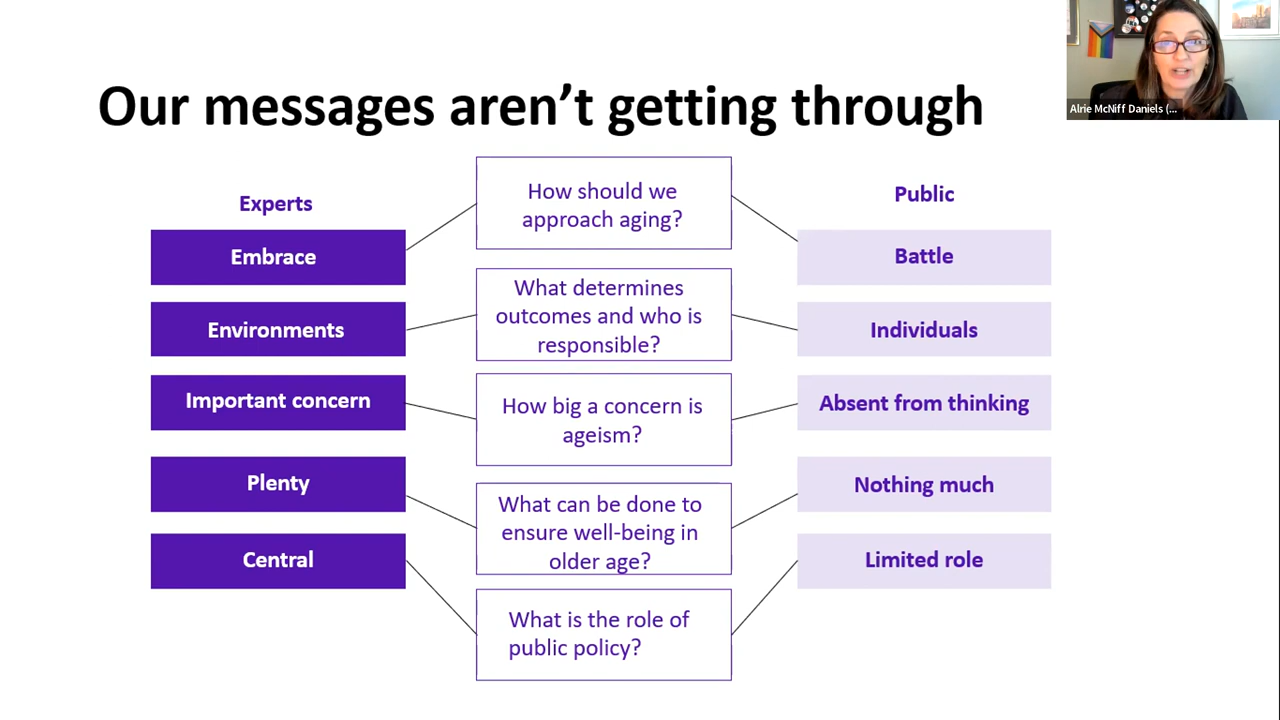 Our messages aren't getting through
Alrie McNiff Daniels (...
Experts
Public
How should we
approach aging?
Embrace
Battle
What determines
outcomes and who is
responsible?
Environments
Individuals
How big a concern is
ageism?
Important concern
Absent from thinking
What can be done to
ensure well-being in
older age?
Plenty
Nothing much
What is the role of
public policy?
Central
Limited role